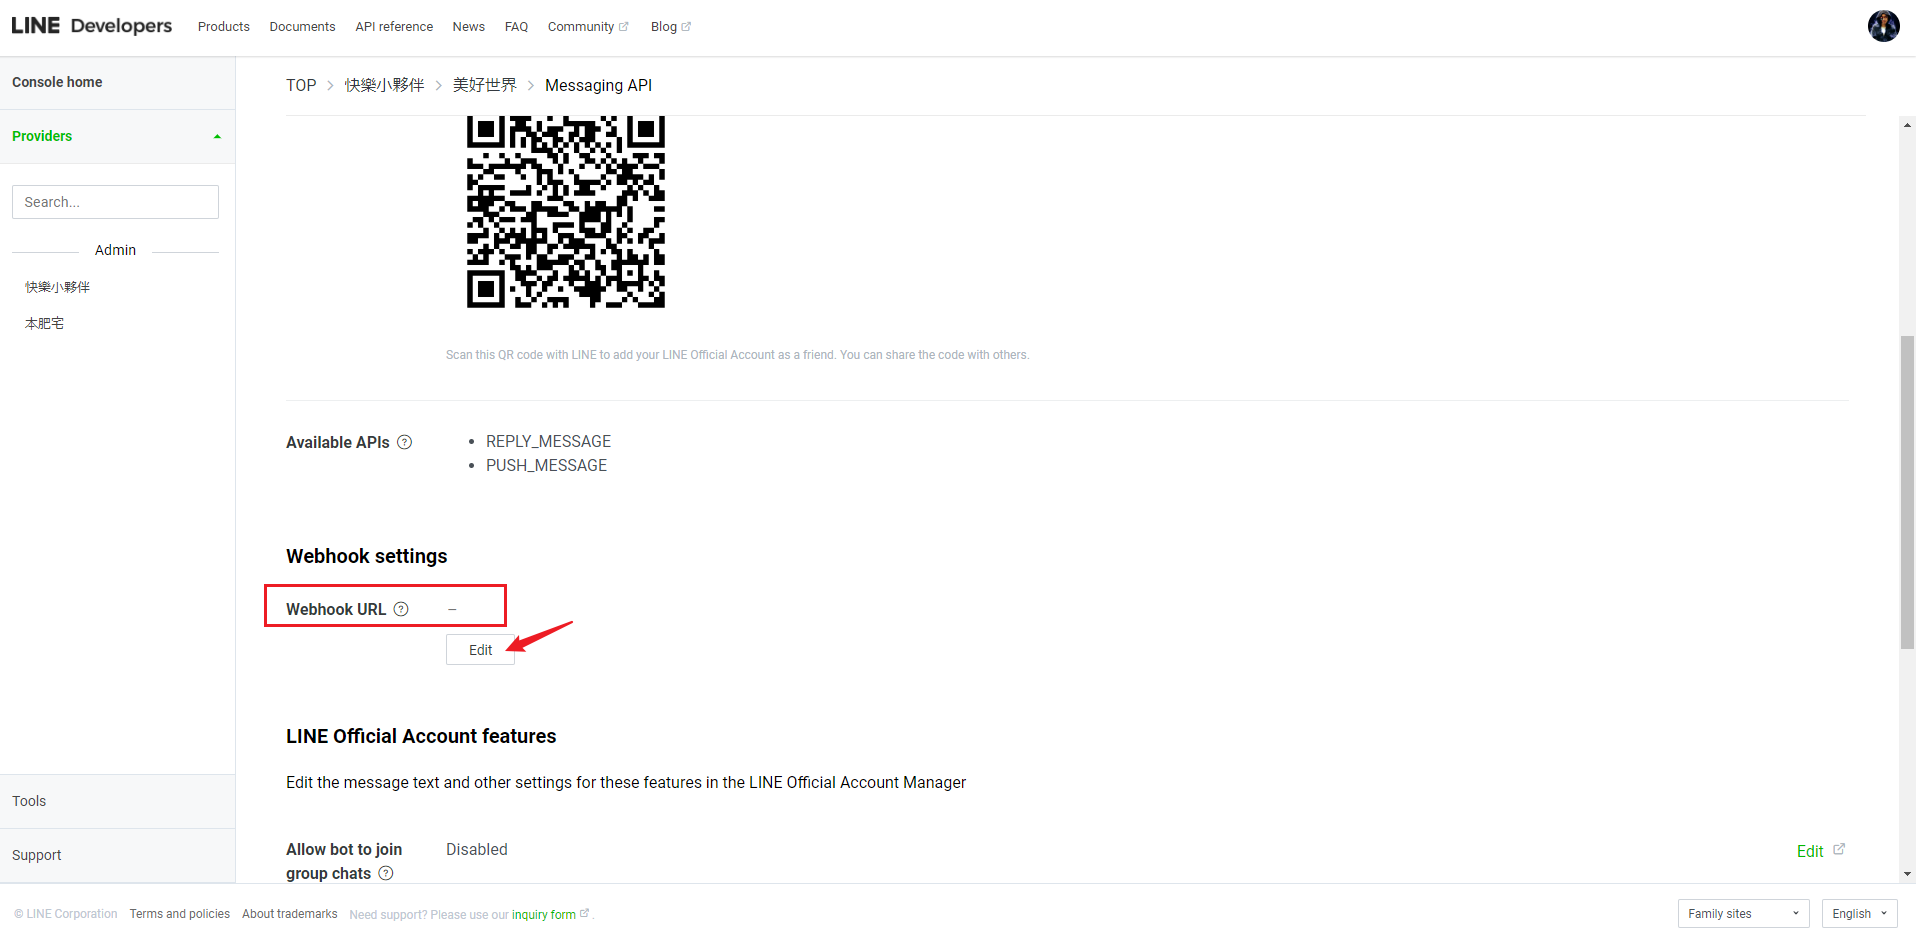 LINE Developers Products Documents API reference News FAQ Community Blog
Console home
Providers
Search...
Admin
快樂小夥伴
本肥宅
Tools
Support
TOP > 快樂小夥伴 > 美好世界 > Messaging API
Scan this QR code with LINE to add your LINE Official Account as a friend. You can share the code with others.
Available APIs ?
• REPLY_MESSAGE
• PUSH_MESSAGE
Webhook settings
Webhook URL ? –
Edit
LINE Official Account features
Edit the message text and other settings for these features in the LINE Official Account Manager
Allow bot to join Disabled Edit
group chats ?
© LINE Corporation Terms and policies About trademarks Need support? Please use our inquiry form . Family sites English